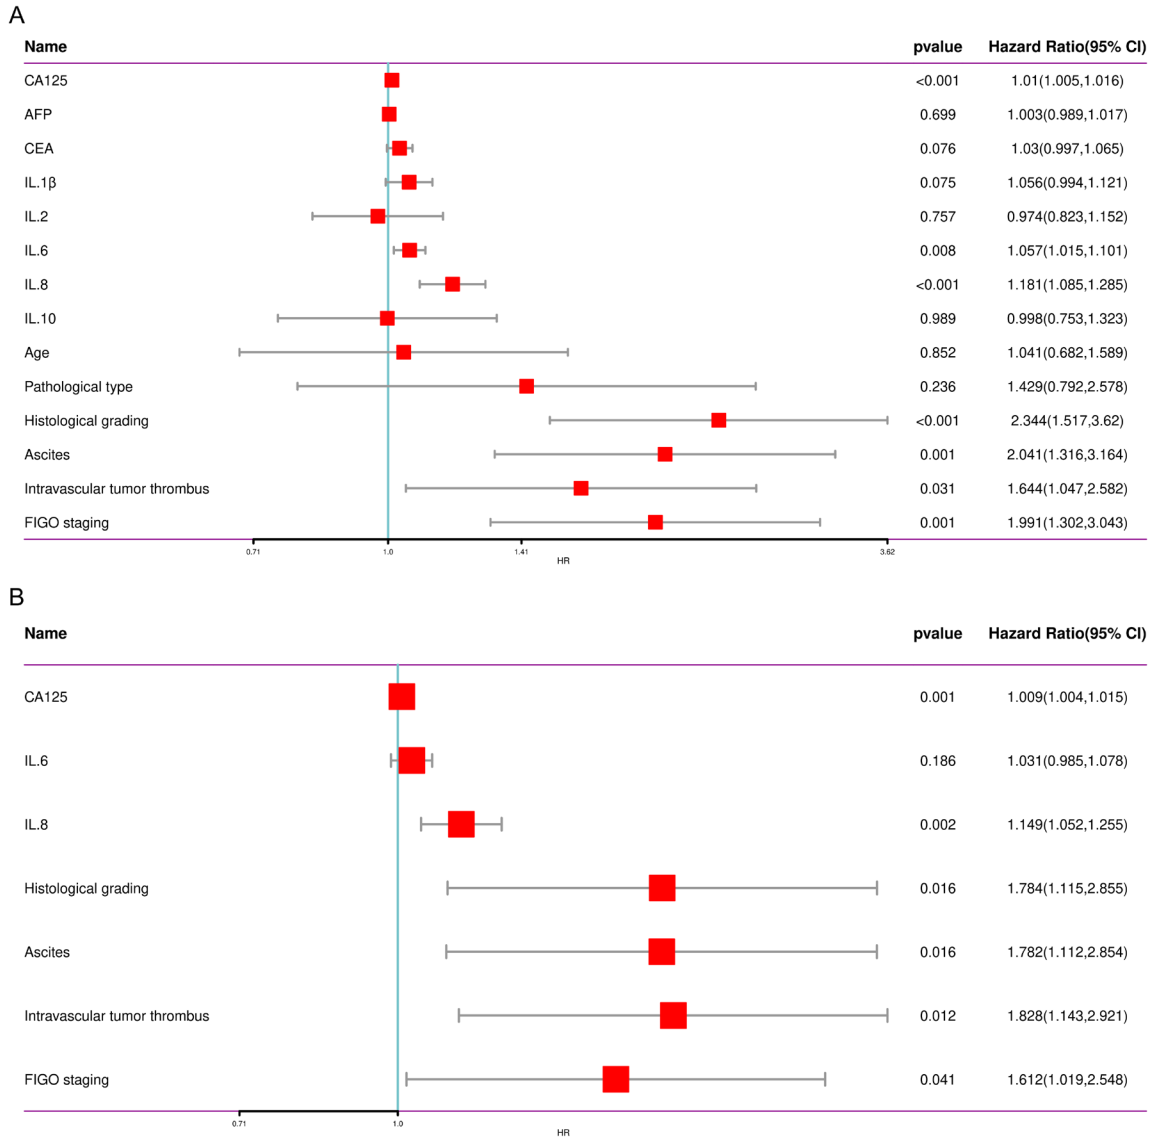 A
Name pvalue Hazard Ratio(95% CI)
CA125 <0.001 1.01(1.005,1.016)
AFP 0.699 1.003(0.989,1.017)
CEA 0.076 1.03(0.997,1.065)
IL.1β 0.075 1.056(0.994,1.121)
IL.2 0.757 0.974(0.823,1.152)
IL.6 0.008 1.057(1.015,1.101)
IL.8 <0.001 1.181(1.085,1.285)
IL.10 0.989 0.998(0.753,1.323)
Age 0.852 1.041(0.682,1.589)
Pathological type 0.236 1.429(0.792,2.578)
Histological grading <0.001 2.344(1.517,3.62)
Ascites 0.001 2.041(1.316,3.164)
Intravascular tumor thrombus 0.031 1.644(1.047,2.582)
FIGO staging 0.001 1.991(1.302,3.043)
0.71 1.0 1.41 3.62
HR
B
Name pvalue Hazard Ratio(95% CI)
CA125 0.001 1.009(1.004,1.015)
IL.6 0.186 1.031(0.985,1.078)
IL.8 0.002 1.149(1.052,1.255)
Histological grading 0.016 1.784(1.115,2.855)
Ascites 0.016 1.782(1.112,2.854)
Intravascular tumor thrombus 0.012 1.828(1.143,2.921)
FIGO staging 0.041 1.612(1.019,2.548)
0.71 1.0
HR